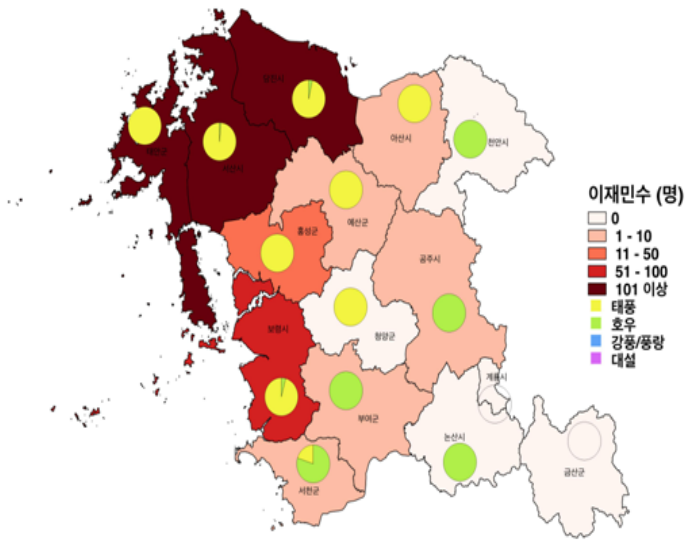 당진시
태안군
서산시
아산시
천안시
예산군
홍성군
공주시
보령시
청양군
계룡시
부여군
논산시
서천군
금산군
이재민수 (명)
0
1 - 10
11 - 50
51 - 100
101 이상
태풍
호우
강풍/풍랑
대설